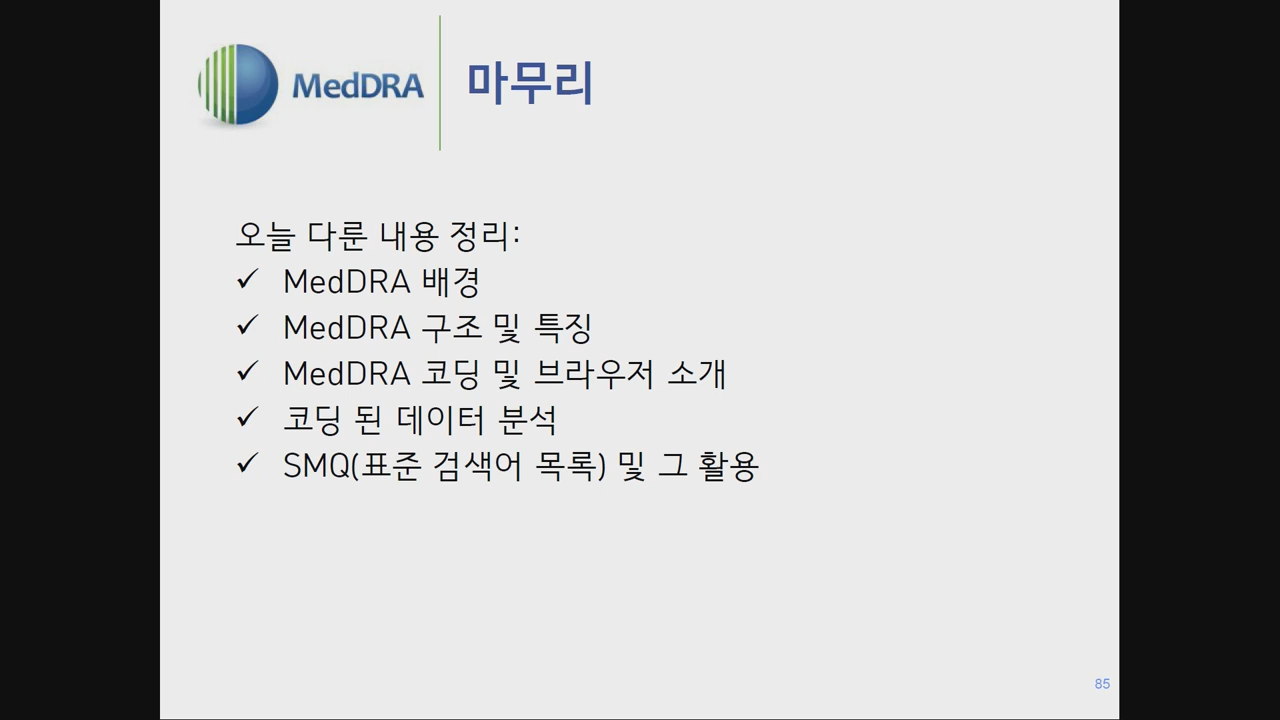 MedDRA
마무리
오늘 다룬 내용 정리:
✓ MedDRA 배경
✓ MedDRA 구조 및 특징
✓ MedDRA 코딩 및 브라우저 소개
✓ 코딩 된 데이터 분석
✓ SMQ(표준 검색어 목록) 및 그 활용
85